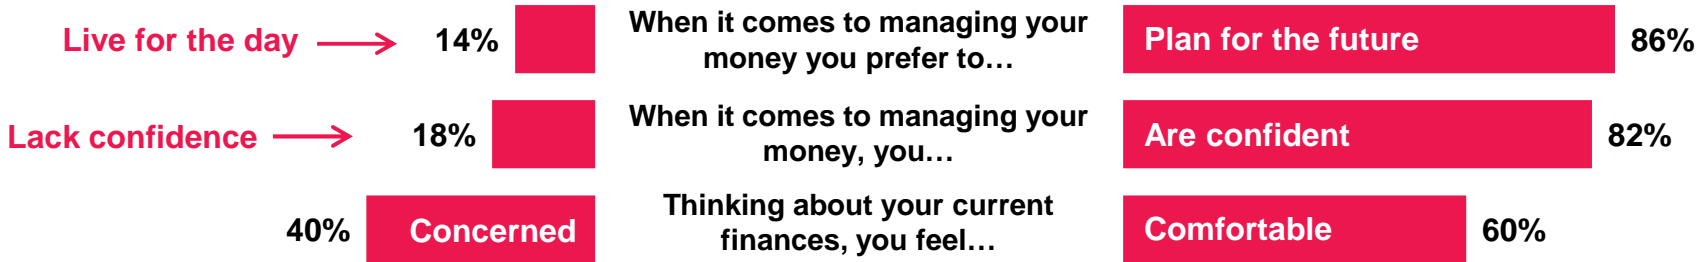 Live for the day
14%
When it comes to managing your
money you prefer to…
Plan for the future
86%
Lack confidence
18%
When it comes to managing your
money, you…
Are confident
82%
40%
Concerned
Thinking about your current
finances, you feel…
Comfortable
60%